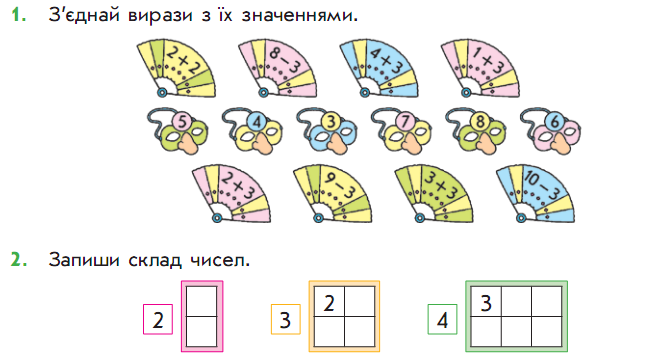 1. З’єднай вирази з їх значеннями.
2+2 8−3 4+3 1+3
5 4 3 7 8 6
2+3 9−3 3+3 10−3
2. Запиши склад чисел.
2 3 2 4 3